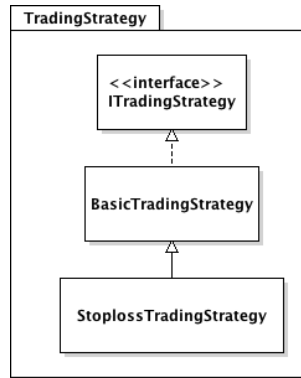 TradingStrategy
<<interface>>
ITradingStrategy
BasicTradingStrategy
StoplossTradingStrategy